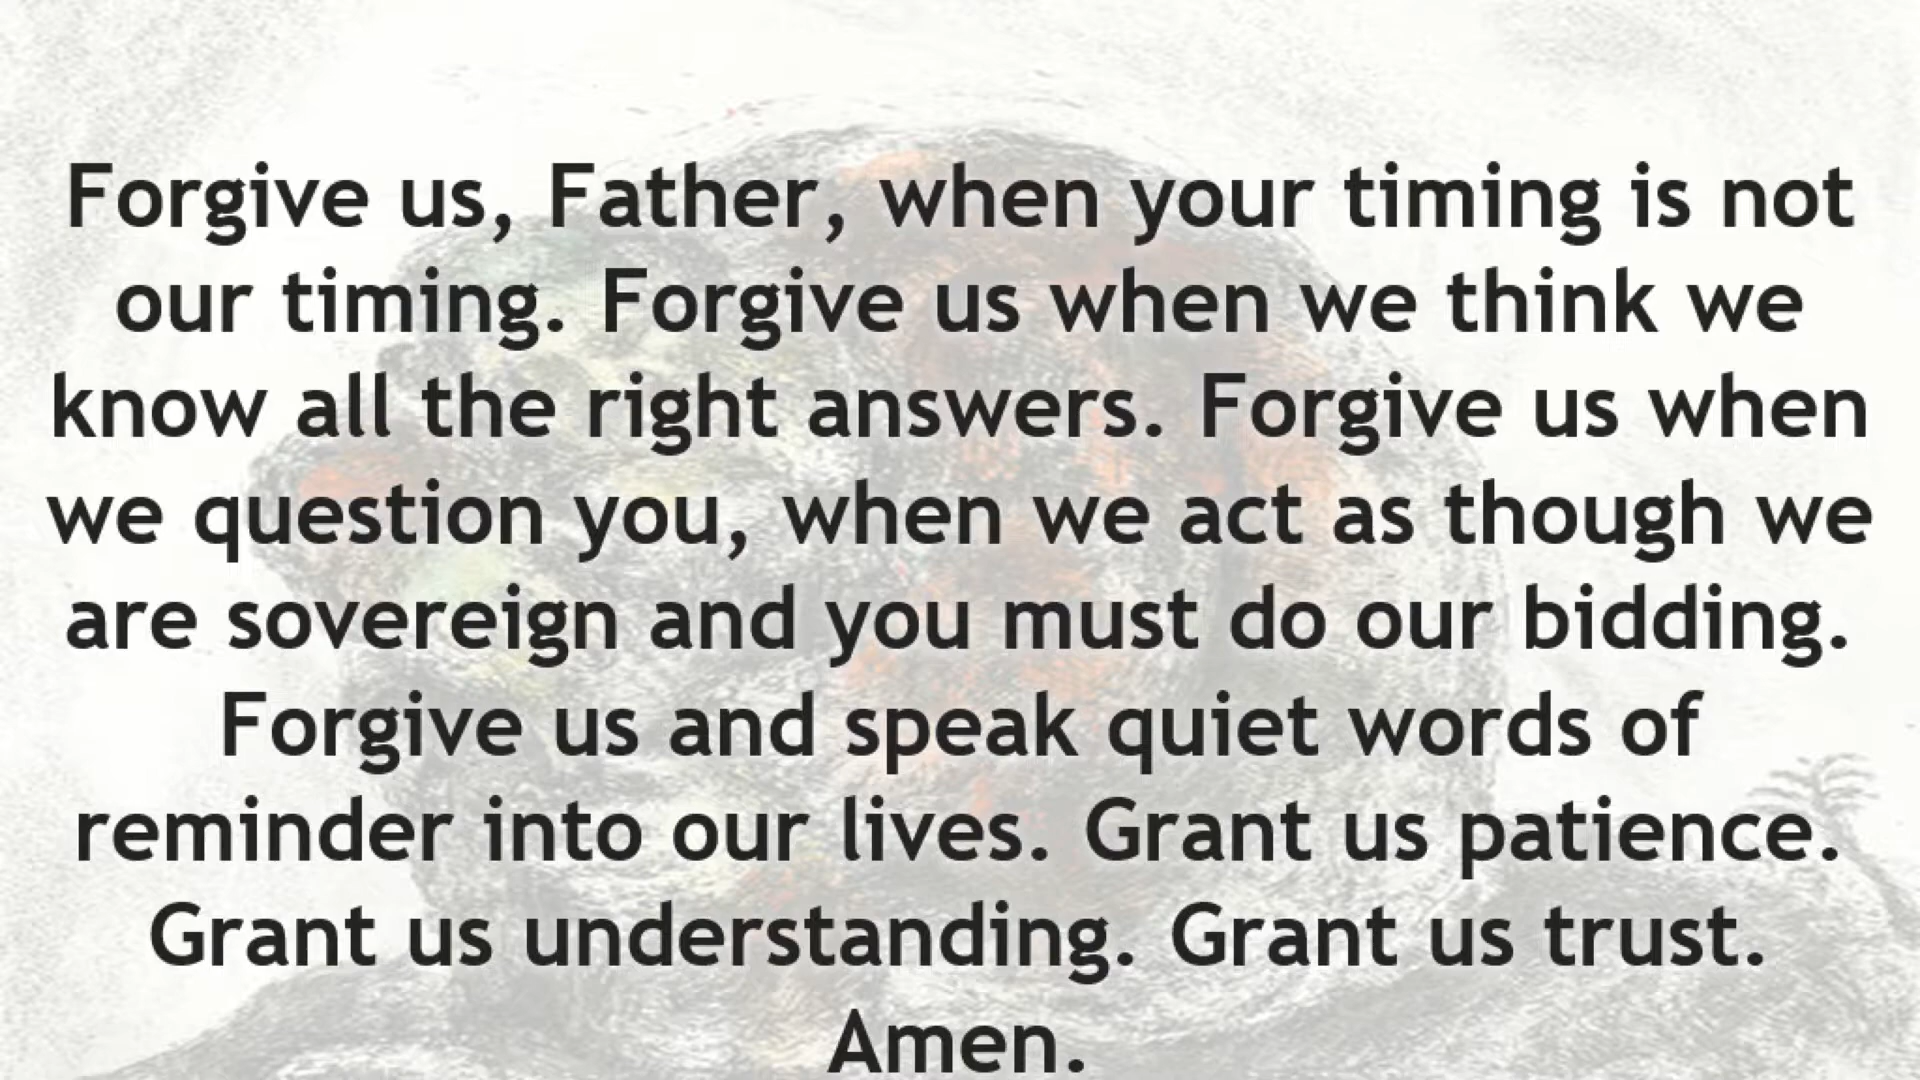 Forgive us, Father, when your timing is not
our timing. Forgive us when we think we
know all the right answers. Forgive us when
we question you, when we act as though we
are sovereign and you must do our bidding.
Forgive us and speak quiet words of
reminder into our lives. Grant us patience.
Grant us understanding. Grant us trust.
Amen.